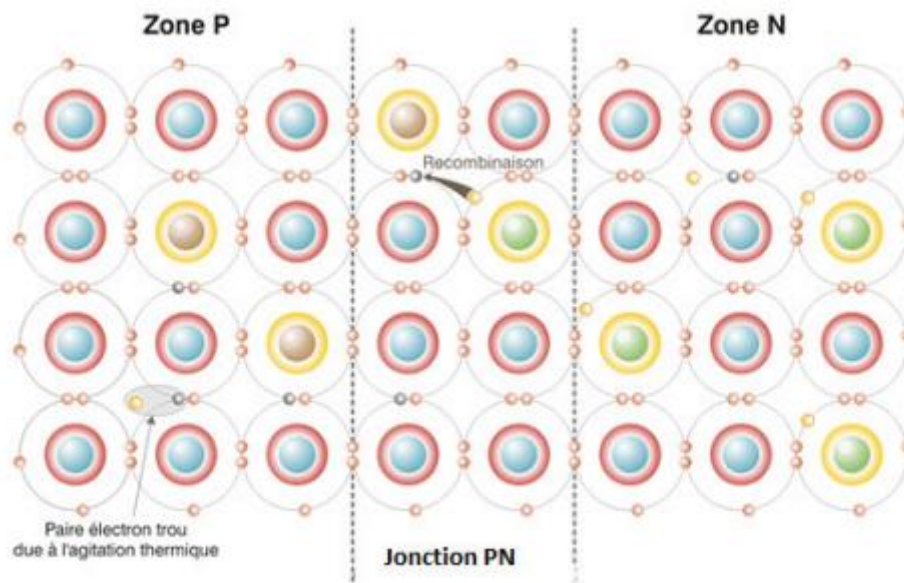 Zone P
Zone N
Recombinaison
Paire électron trou
due à l'agitation thermique
Jonction PN